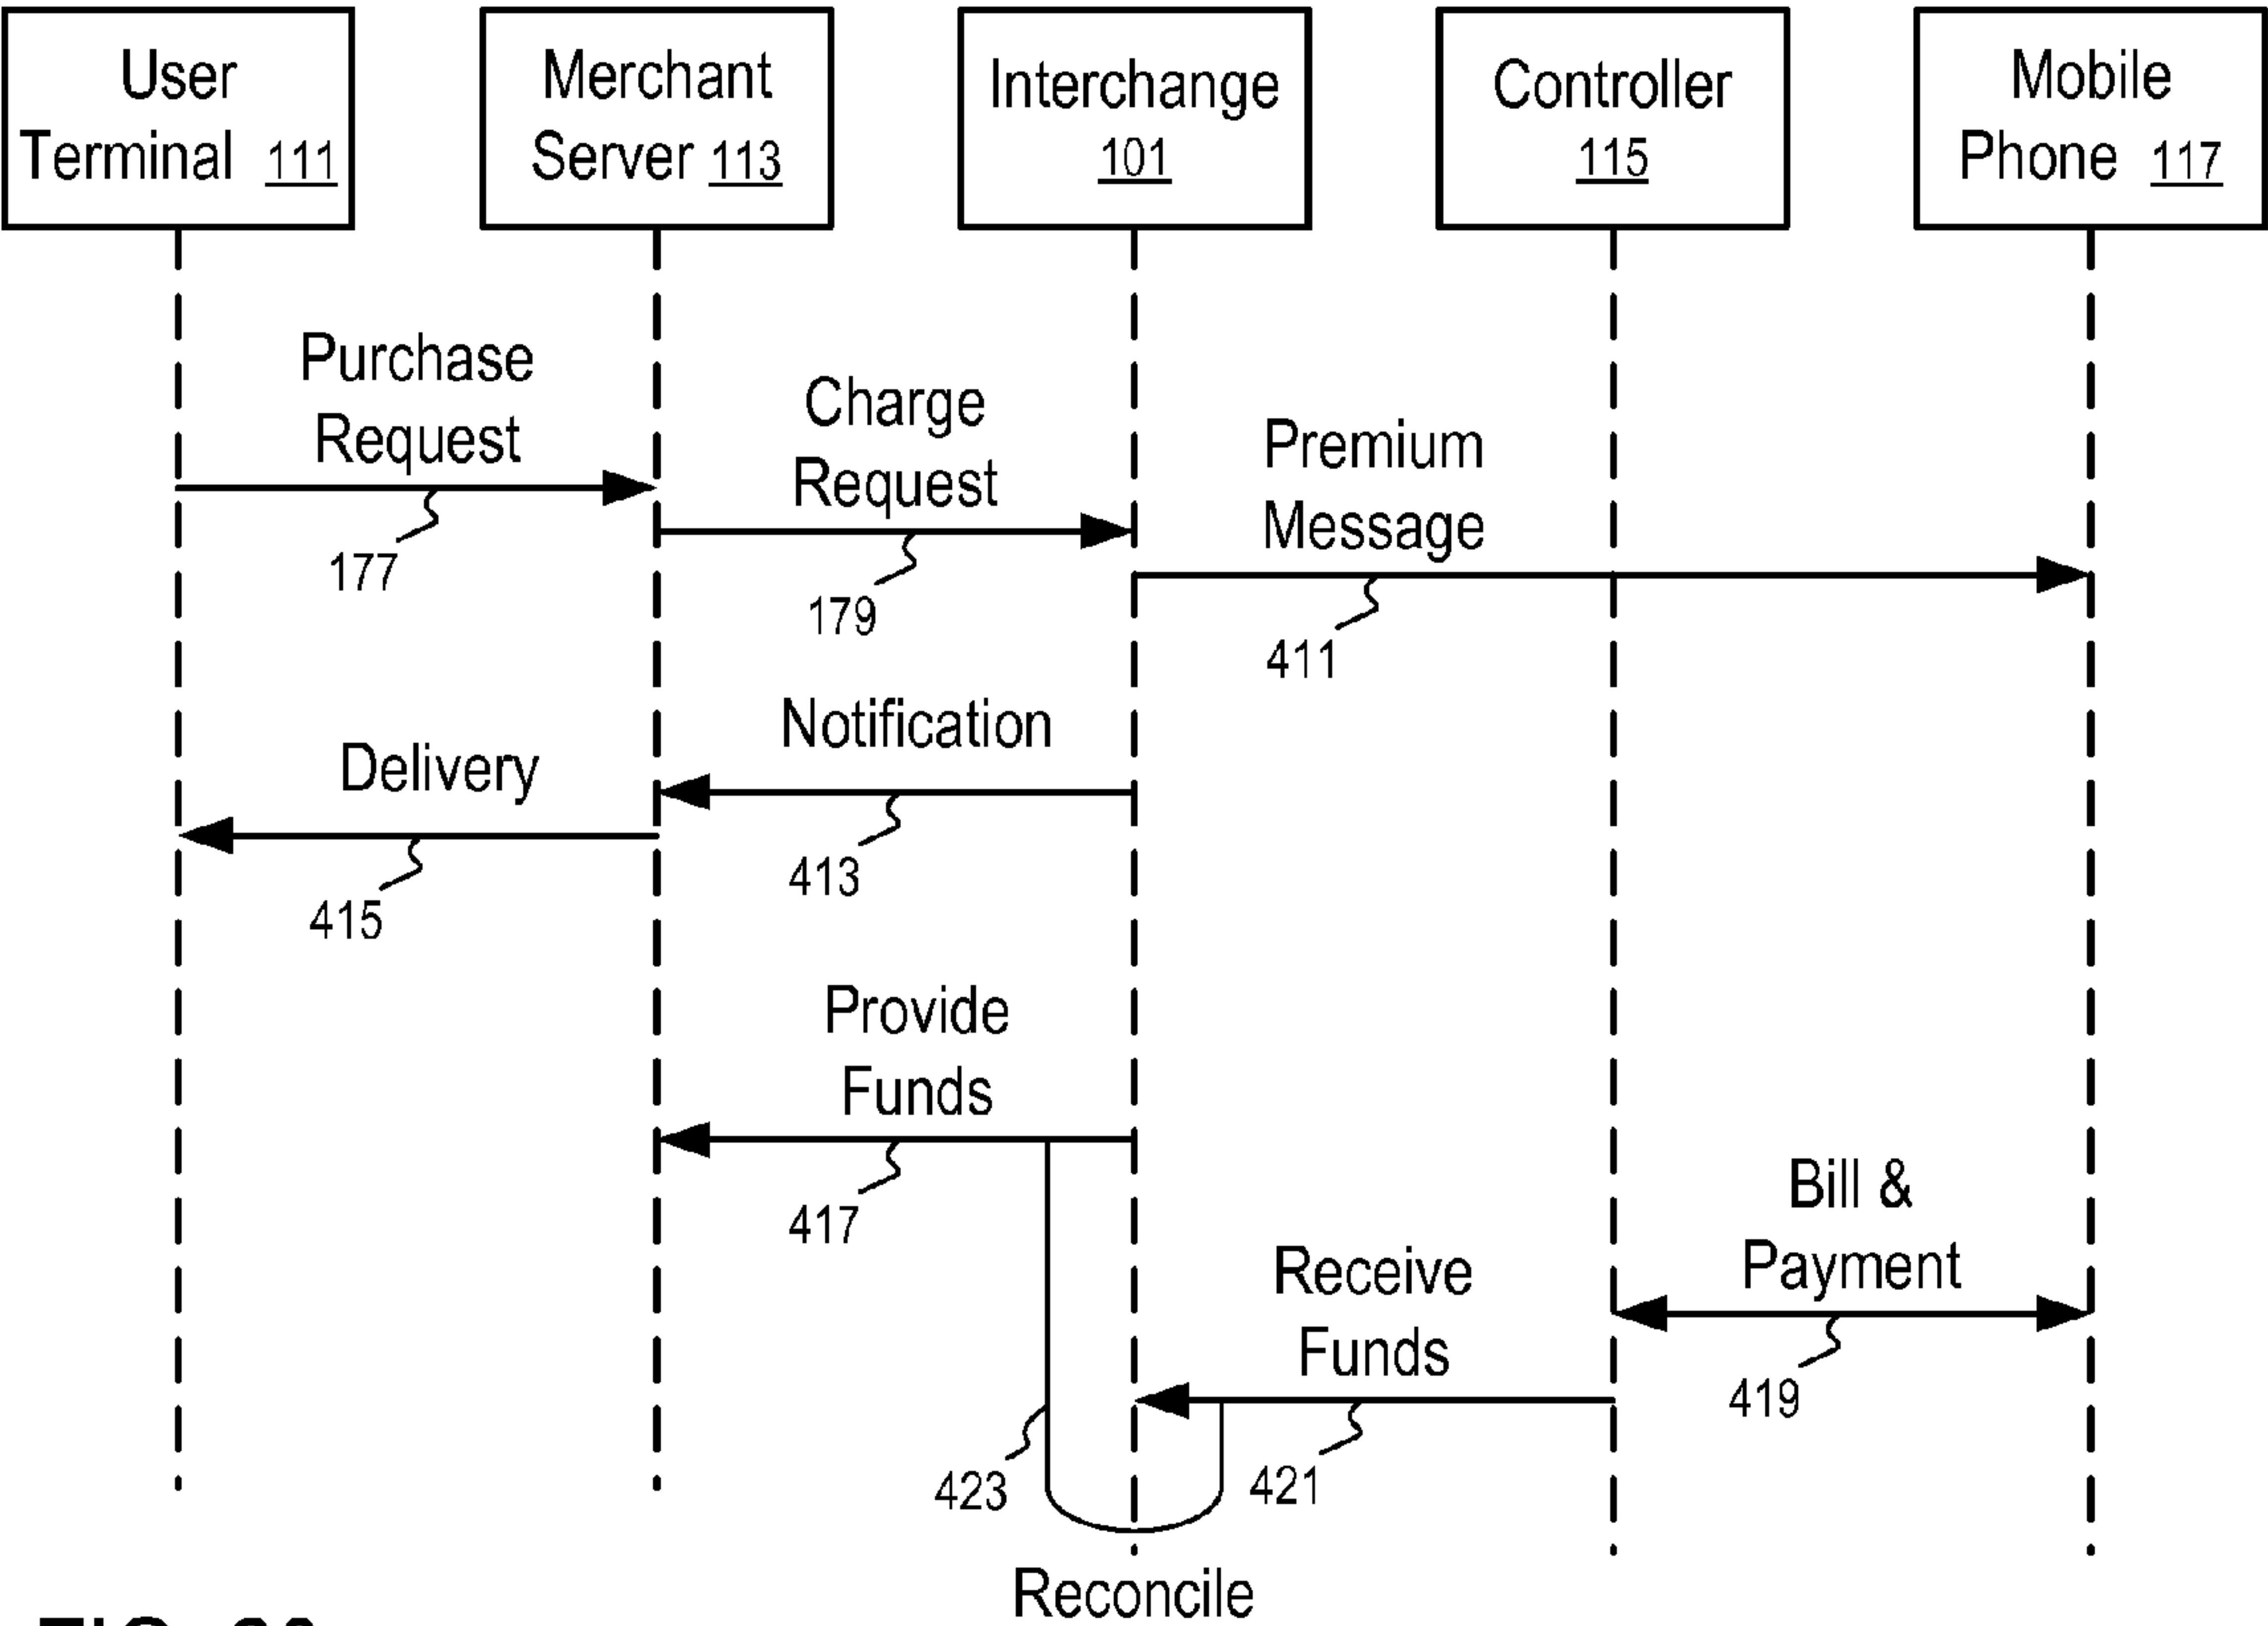 User
Terminal 111
Merchant
Server 113
Interchange
101
Controller
115
Mobile
Phone 117
Purchase
Request
177
Charge
Request
179
Premium
Message
411
Notification
413
Delivery
415
Provide
Funds
417
Bill &
Payment
419
Receive
Funds
421
423
Reconcile